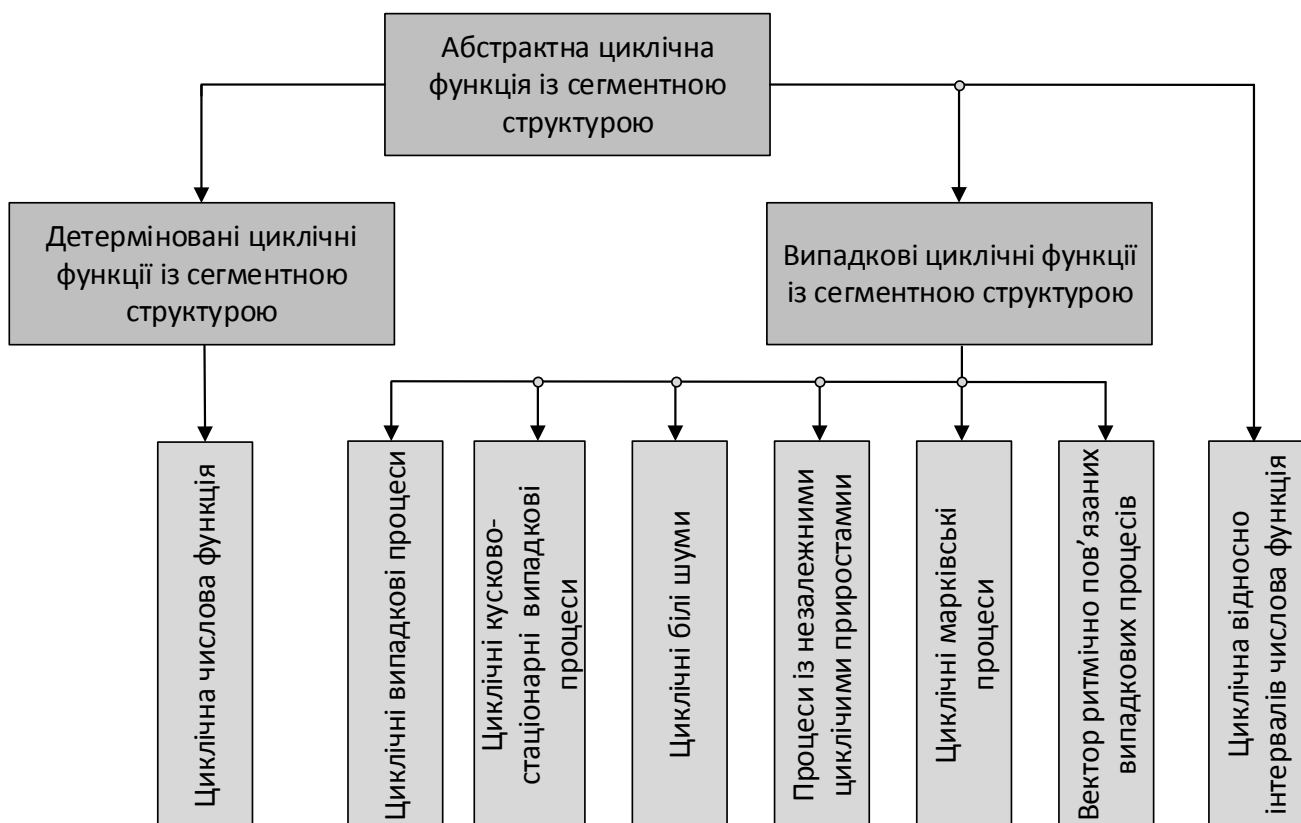 Абстрактна циклічна
функція із сегментною
структурою
Детерміновані циклічні
функції із сегментною
структурою
Випадкові циклічні функції
із сегментною структурою
Циклічна числова функція
Циклічні випадкові процеси
Циклічні кусково-
стаціонарні випадкові
процеси
Циклічні білі шуми
Процеси із незалежними
циклічими приростамии
Циклічні марківські
процеси
Вектор ритмічно пов’язаних
випадкових процесів
Циклічна відносно
інтервалів числова функція